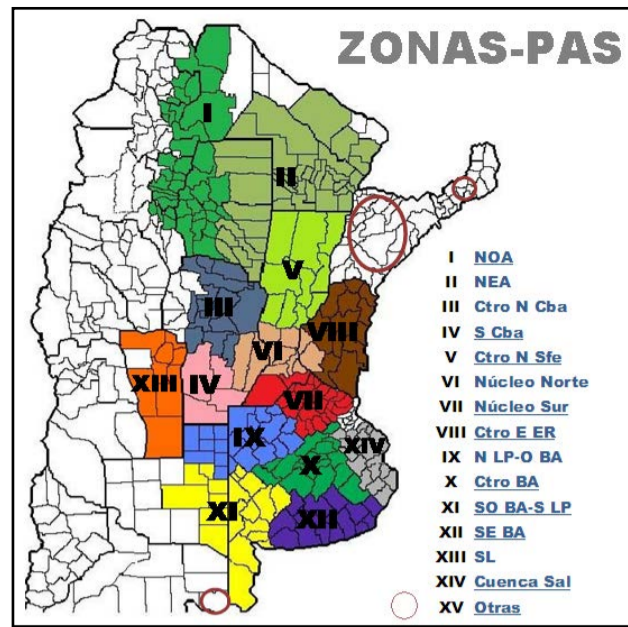 ZONAS-PAS
I
II
V
III
VIII
VI
XIII
IV
VII
IX
XIV
X
XI
XII
I NOA
II NEA
III Ctro N Cba
IV S Cba
V Ctro N Sfe
VI Núcleo Norte
VII Núcleo Sur
VIII Ctro E ER
IX N LP-O BA
X Ctro BA
XI SO BA-S LP
XII SE BA
XIII SL
XIV Cuenca Sal
XV Otras